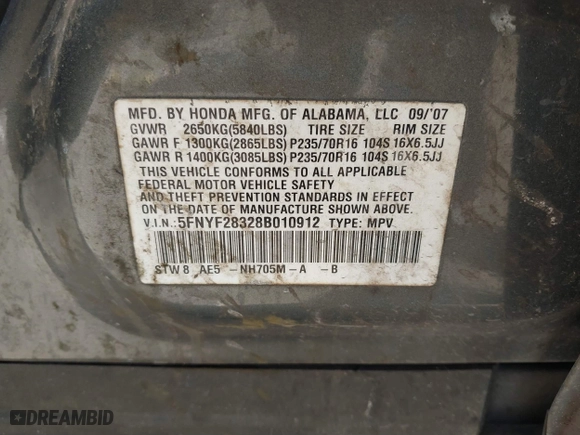 MFD. BY HONDA MFG. OF ALABAMA, LLC 09/'07
GVWR 2650KG(5840LBS) TIRE SIZE RIM SIZE
GAWR F 1300KG(2865LBS) P235/70R16 104S 16X6.5JJ
GAWR R 1400KG(3085LBS) P235/70R16 104S 16X6.5JJ
THIS VEHICLE CONFORMS TO ALL APPLICABLE
FEDERAL MOTOR VEHICLE SAFETY
AND THEFT PREVENTION STANDARDS IN EFFECT ON
THE DATE OF MANUFACTURE SHOWN ABOVE.
V.I.N.: 5FNYF28328B010912 TYPE: MPV
STW8 AE5 -NH705M-A -B
DREAMBID